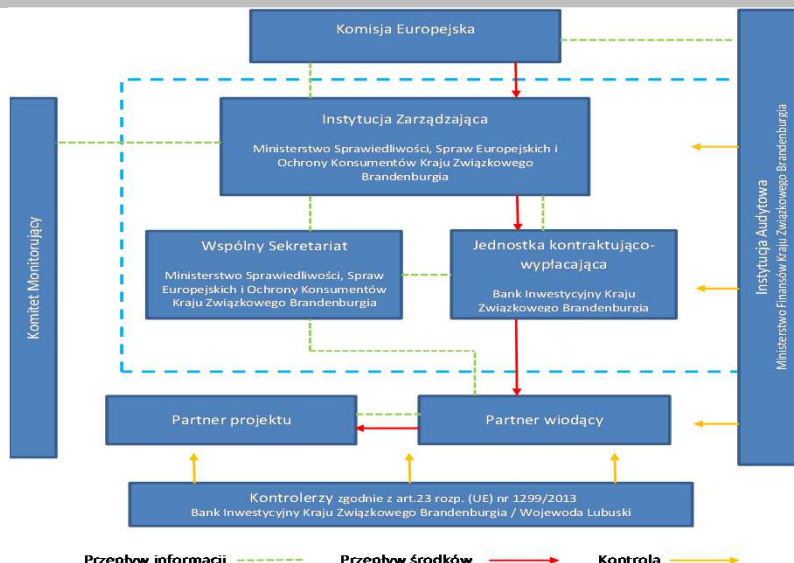 Komisja Europejska
Instytucja Zarządzająca
Ministerstwo Sprawiedliwości, Spraw Europejskich i
Ochrony Konsumentów Kraju Związkowego
Brandenburgia
Wspólny Sekretariat
Ministerstwo Sprawiedliwości, Spraw
Europejskich i Ochrony Konsumentów
Kraju Związkowego Brandenburgia
Jednostka kontraktująco-
wypłacająca
Bank Inwestycyjny Kraju
Związkowego Brandenburgia
Komitet Monitorujący
Instytucja Audytowa
Ministerstwo Finansów Kraju Związkowego Brandenburgia
Partner projektu
Partner wiodący
Kontrolerzy zgodnie z art.23 rozp. (UE) nr 1299/2013
Bank Inwestycyjny Kraju Związkowego Brandenburgia / Wojewoda Lubuski
Przepływ informacji
Przepływ środków
Kontrola